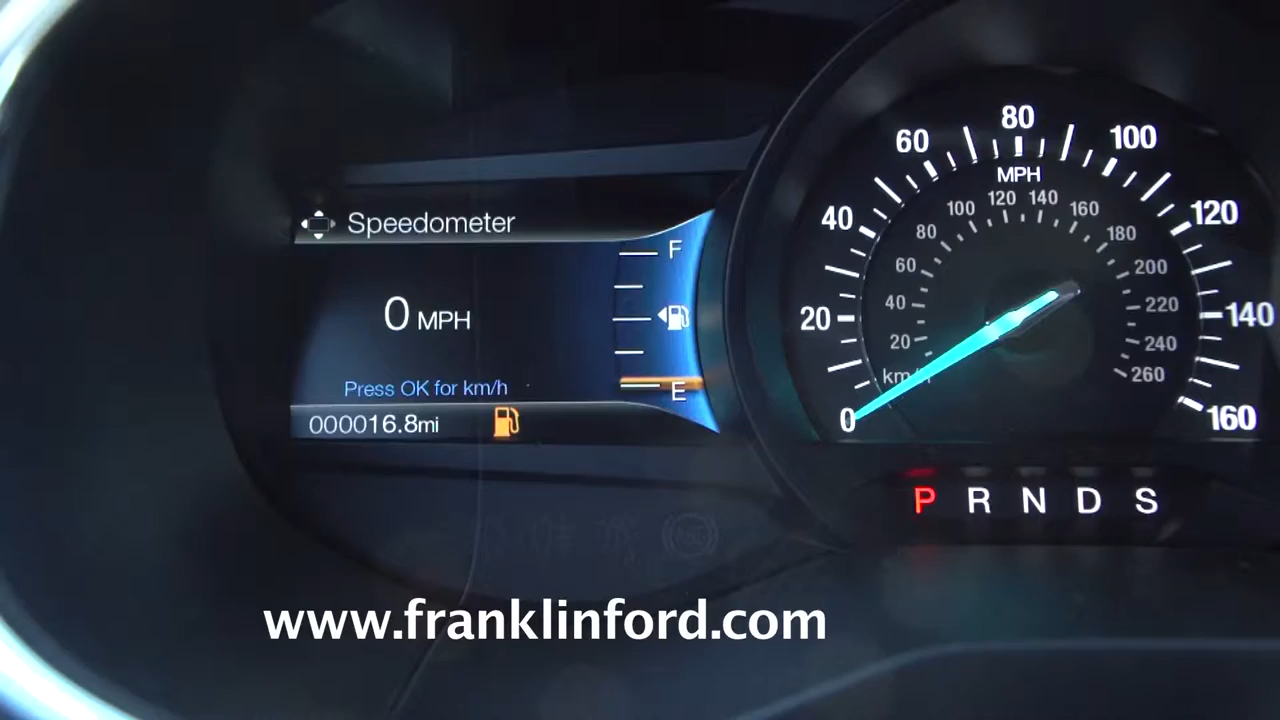 Speedometer
F
0 MPH
E
Press OK for km/h
000016.8mi
0 20 40 60 80 100 120 140 160
MPH
20 40 60 80 100 120 140 160 180 200 220 240 260
km/h
P R N D S
www.franklinford.com